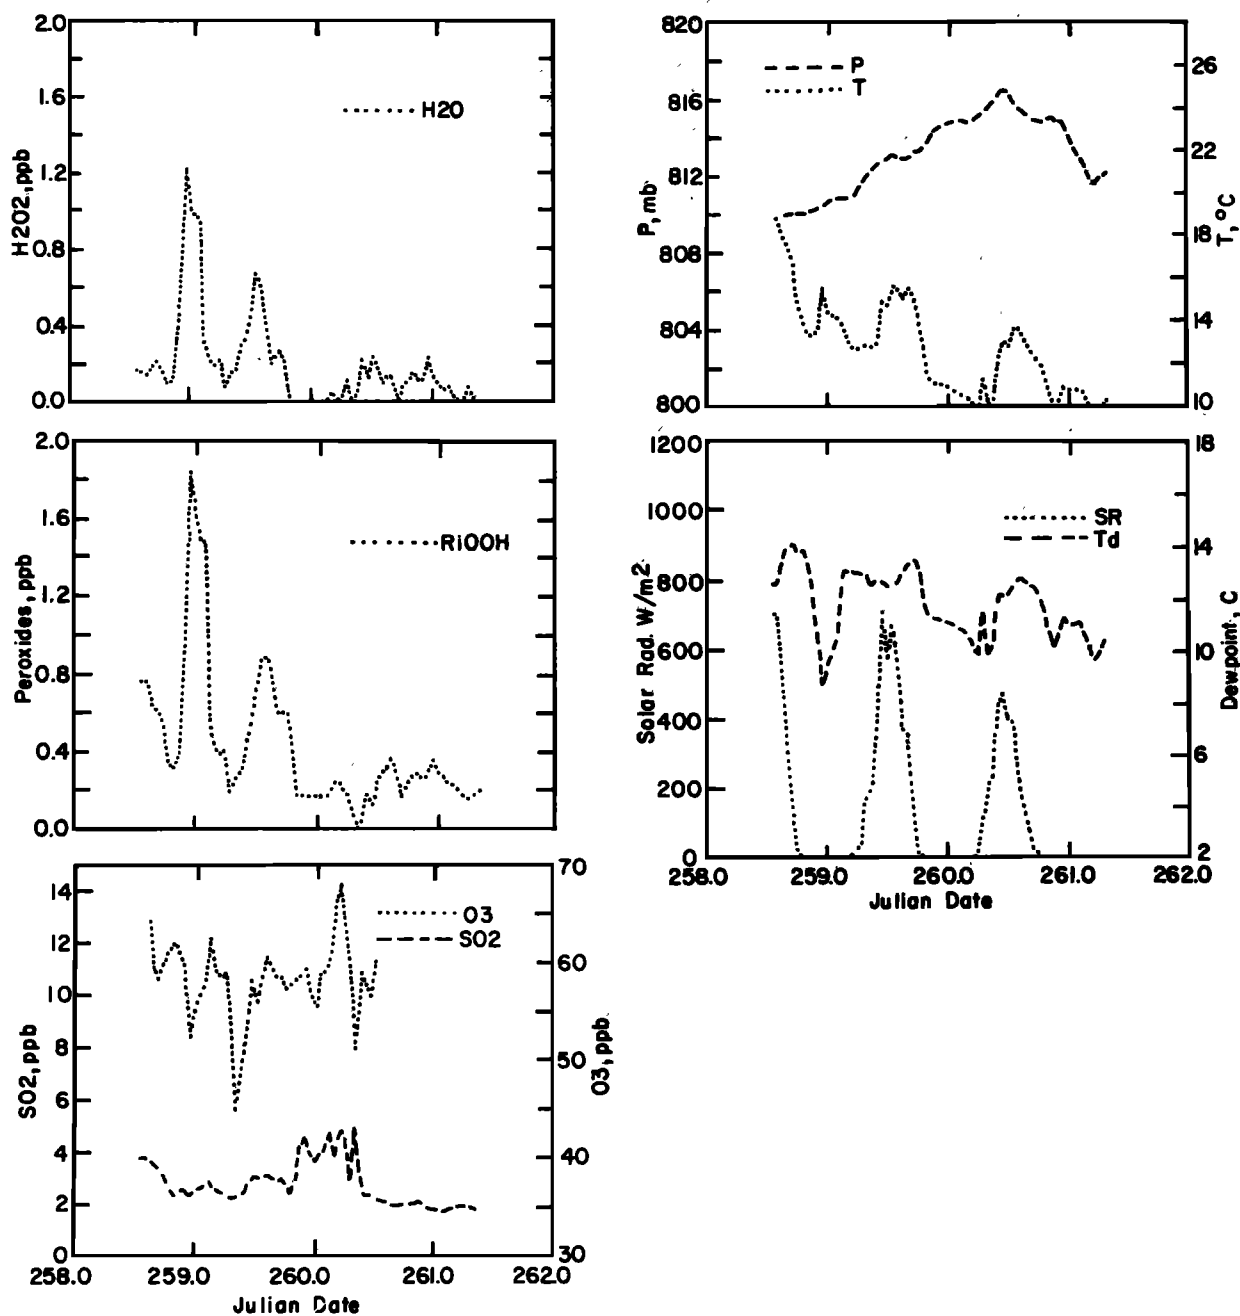 2.0
1.6
1.2
0.8
0.4
0.0
H2O2,ppb
H2O
2.0
1.6
1.2
0.8
0.4
0.0
Peroxides, ppb
RiOOH
14
12
10
8
6
4
2
0
SO2,ppb
O3
SO2
70
60
50
40
30
O3, ppb
258.0 259.0 260.0 261.0 262.0
Julian Date
820
816
812
808
804
800
P, mb
P
T
26
22
18
14
10
T, °C
1200
1000
800
600
400
200
0
Solar Rad. W/m2
SR
Td
18
14
10
6
2
Dewpoint, C
258.0 259.0 260.0 261.0 262.0
Julian Date